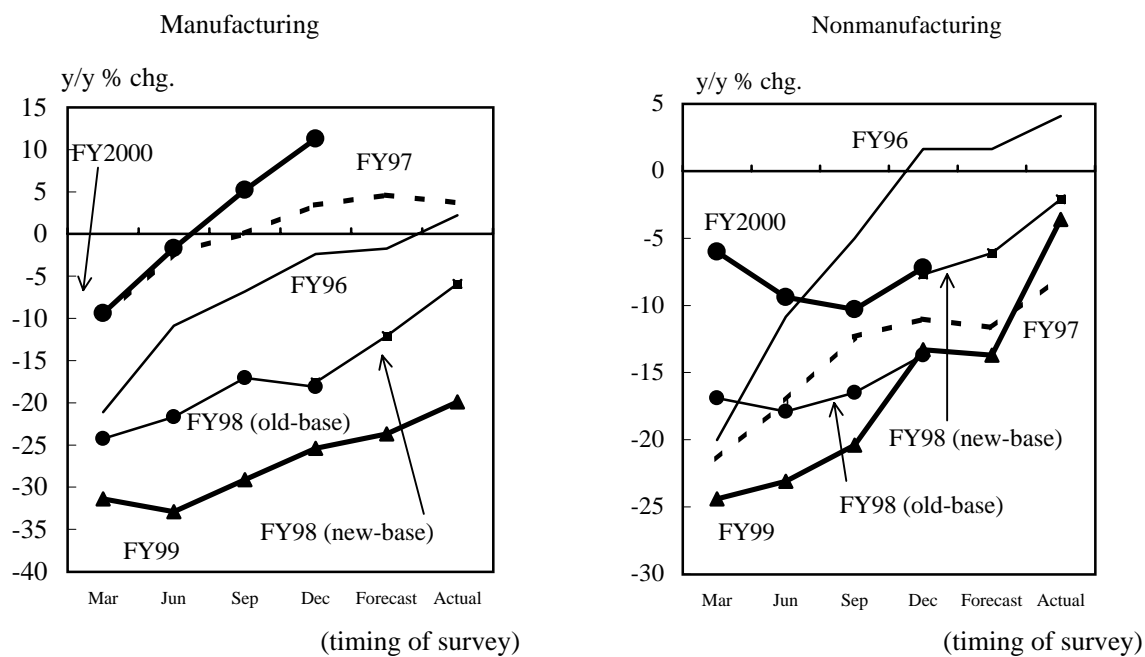 Manufacturing
y/y % chg.
15
10
5
0
-5
-10
-15
-20
-25
-30
-35
-40
FY2000
FY97
FY96
FY98 (old-base)
FY98 (new-base)
FY99
Mar Jun Sep Dec Forecast Actual
(timing of survey)
Nonmanufacturing
y/y % chg.
5
0
-5
-10
-15
-20
-25
-30
FY96
FY2000
FY97
FY98 (new-base)
FY98 (old-base)
FY99
Mar Jun Sep Dec Forecast Actual
(timing of survey)